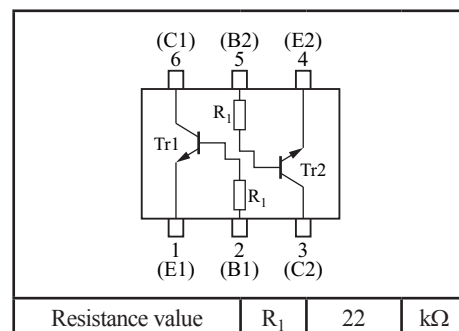 (C1) (B2) (E2)
6 5 4
R₁
Tr1
Tr2
R₁
1 2 3
(E1) (B1) (C2)
Resistance value R₁ 22 kΩ